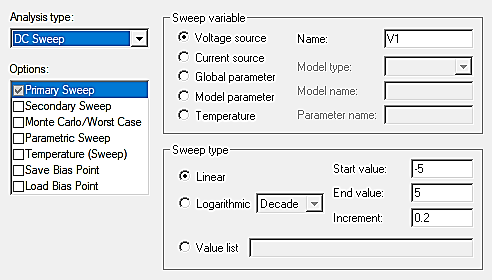 Analysis type:
DC Sweep
Options:
Primary Sweep
Secondary Sweep
Monte Carlo/Worst Case
Parametric Sweep
Temperature (Sweep)
Save Bias Point
Load Bias Point
Sweep variable
Voltage source
Current source
Global parameter
Model parameter
Temperature
Name: V1
Model type:
Model name:
Parameter name:
Sweep type
Linear
Logarithmic Decade
Value list
Start value: -5
End value: 5
Increment: 0.2